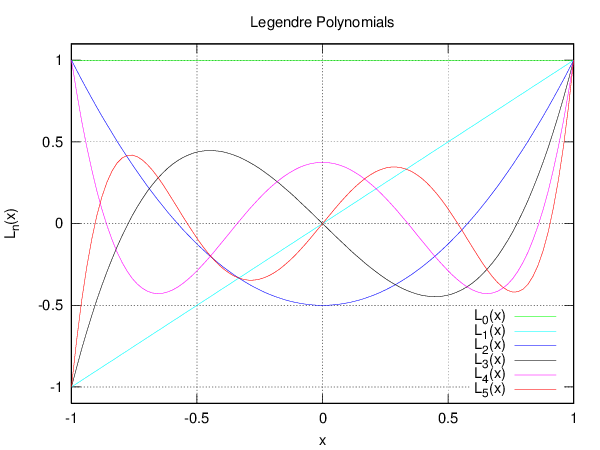 Legendre Polynomials
1
0.5
0
-0.5
-1
Lₙ(x)
L₀(x)
L₁(x)
L₂(x)
L₃(x)
L₄(x)
L₅(x)
-1 -0.5 0 0.5 1
x